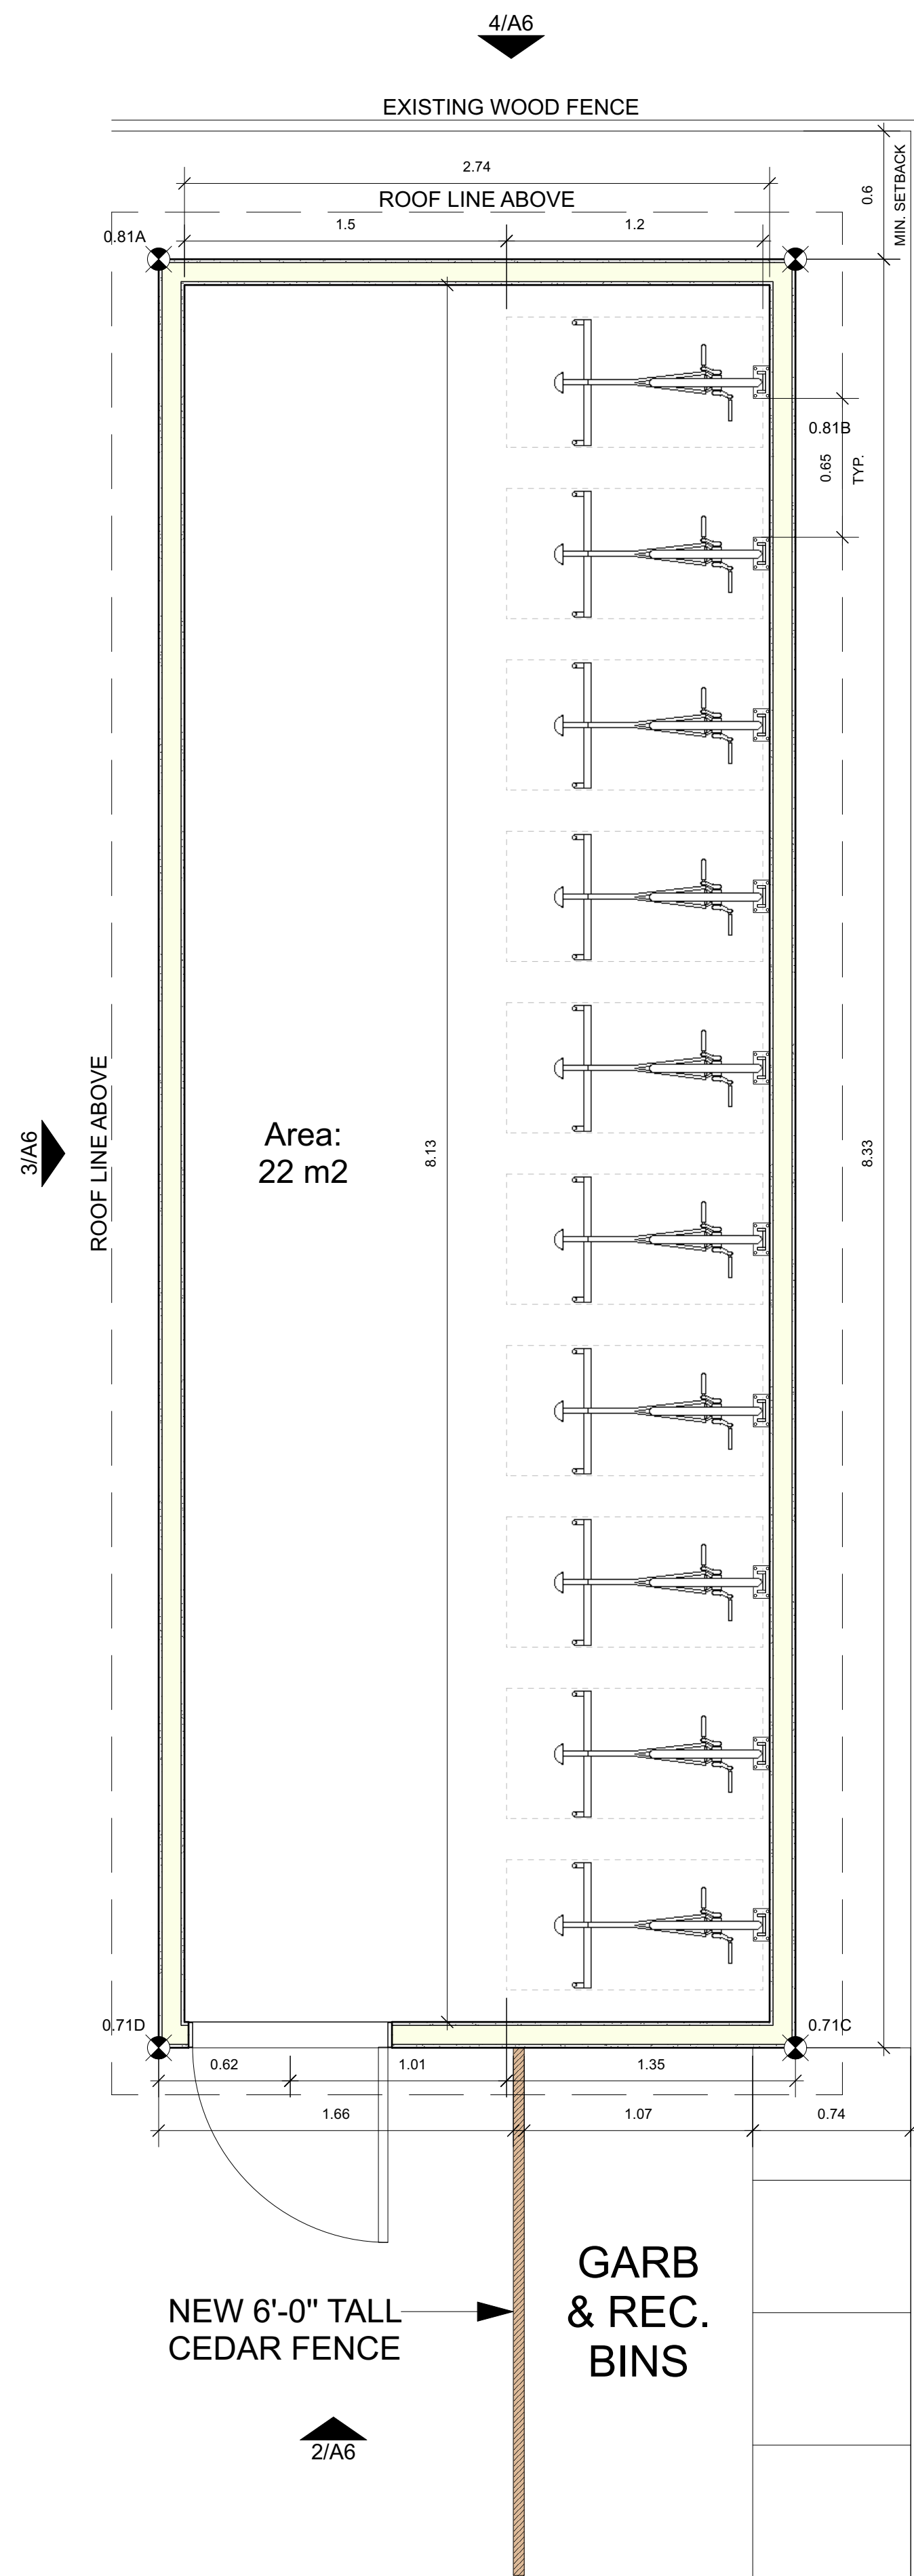 4/A6
EXISTING WOOD FENCE
2.74
ROOF LINE ABOVE
1.5
1.2
0.6
MIN. SETBACK
0.81A
0.81B
0.65
TYP.
3/A6
ROOF LINE ABOVE
Area:
22 m2
8.13
8.33
0.71D
0.71C
0.62
1.01
1.35
1.66
1.07
0.74
GARB
& REC.
BINS
NEW 6'-0" TALL
CEDAR FENCE
2/A6